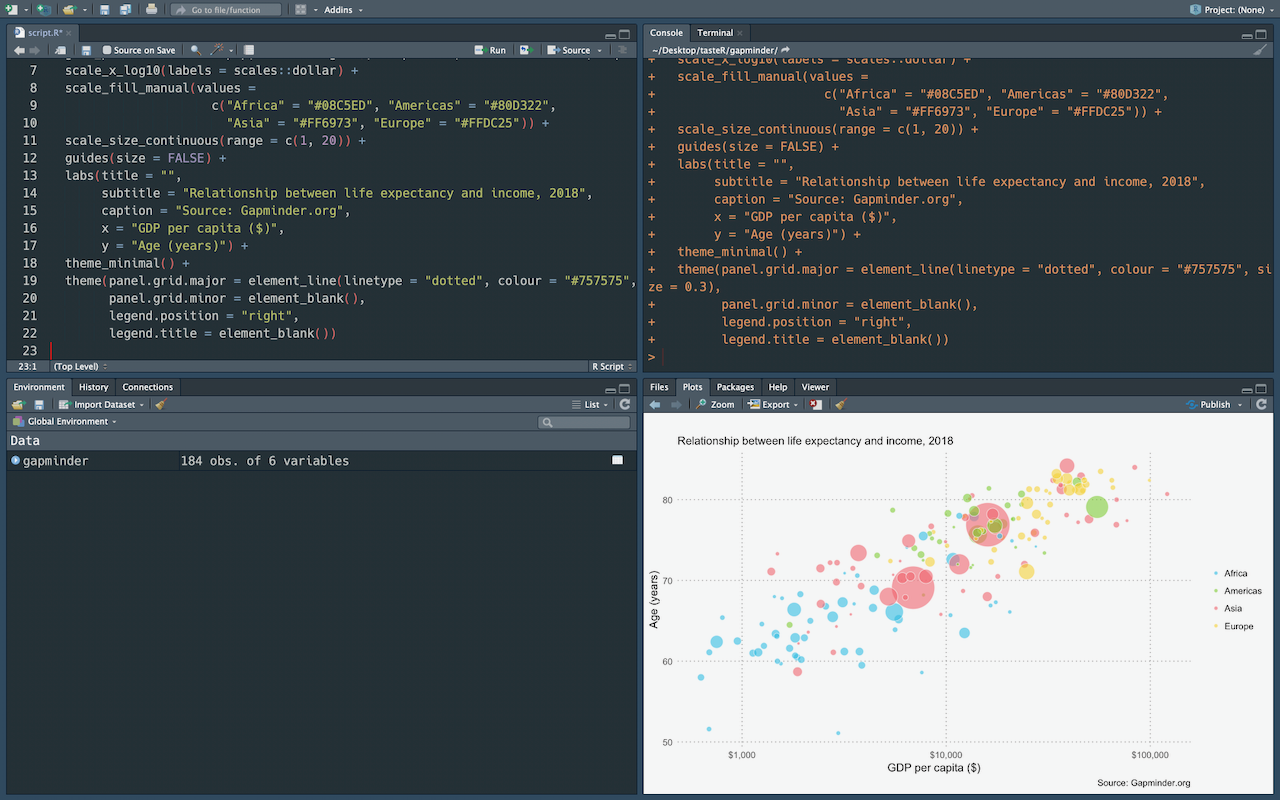 Go to file/function
Addins
Project: (None)
script.R*
Source on Save
Run
Source
7 scale_x_log10(labels = scales::dollar) +
8 scale_fill_manual(values =
9 c("Africa" = "#08C5ED", "Americas" = "#80D322",
10 "Asia" = "#FF6973", "Europe" = "#FFDC25")) +
11 scale_size_continuous(range = c(1, 20)) +
12 guides(size = FALSE) +
13 labs(title = "",
14 subtitle = "Relationship between life expectancy and income, 2018",
15 caption = "Source: Gapminder.org",
16 x = "GDP per capita ($)",
17 y = "Age (years)") +
18 theme_minimal() +
19 theme(panel.grid.major = element_line(linetype = "dotted", colour = "#757575",
20 panel.grid.minor = element_blank(),
21 legend.position = "right",
22 legend.title = element_blank())
23
23:1 (Top Level) R Script
Console Terminal
~/Desktop/tasteR/gapminder/
+ scale_x_log10(labels = scales::dollar) +
+ scale_fill_manual(values =
+ c("Africa" = "#08C5ED", "Americas" = "#80D322",
+ "Asia" = "#FF6973", "Europe" = "#FFDC25")) +
+ scale_size_continuous(range = c(1, 20)) +
+ guides(size = FALSE) +
+ labs(title = "",
+ subtitle = "Relationship between life expectancy and income, 2018",
+ caption = "Source: Gapminder.org",
+ x = "GDP per capita ($)",
+ y = "Age (years)") +
+ theme_minimal() +
+ theme(panel.grid.major = element_line(linetype = "dotted", colour = "#757575", si
ze = 0.3),
+ panel.grid.minor = element_blank(),
+ legend.position = "right",
+ legend.title = element_blank())
>
Environment History Connections
Import Dataset
List
Global Environment
Data
gapminder 184 obs. of 6 variables
Files Plots Packages Help Viewer
Zoom Export Publish
Relationship between life expectancy and income, 2018
Age (years)
80
70
60
50
$1,000 $10,000 $100,000
GDP per capita ($)
Africa
Americas
Asia
Europe
Source: Gapminder.org